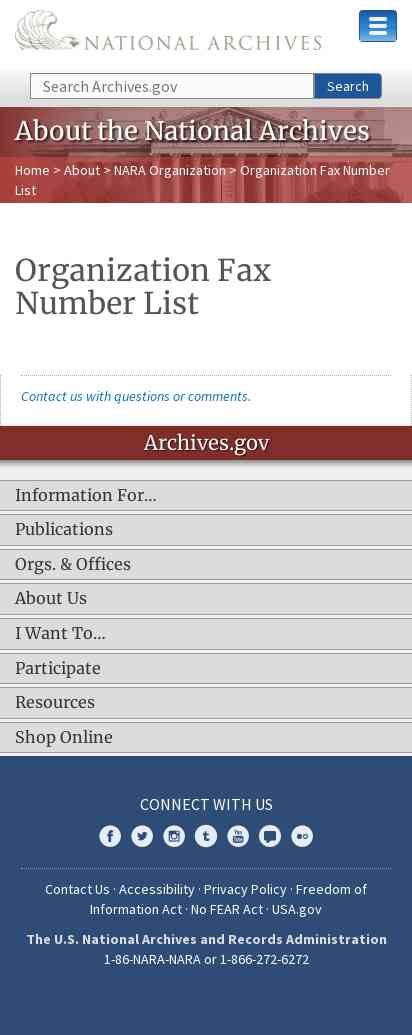 NATIONAL ARCHIVES
Search Archives.gov
Search
About the National Archives
Home > About > NARA Organization > Organization Fax Number
List
Organization Fax
Number List
Contact us with questions or comments.
Archives.gov
Information For...
Publications
Orgs. & Offices
About Us
I Want To...
Participate
Resources
Shop Online
CONNECT WITH US
Contact Us · Accessibility · Privacy Policy · Freedom of
Information Act · No FEAR Act · USA.gov
The U.S. National Archives and Records Administration
1-86-NARA-NARA or 1-866-272-6272